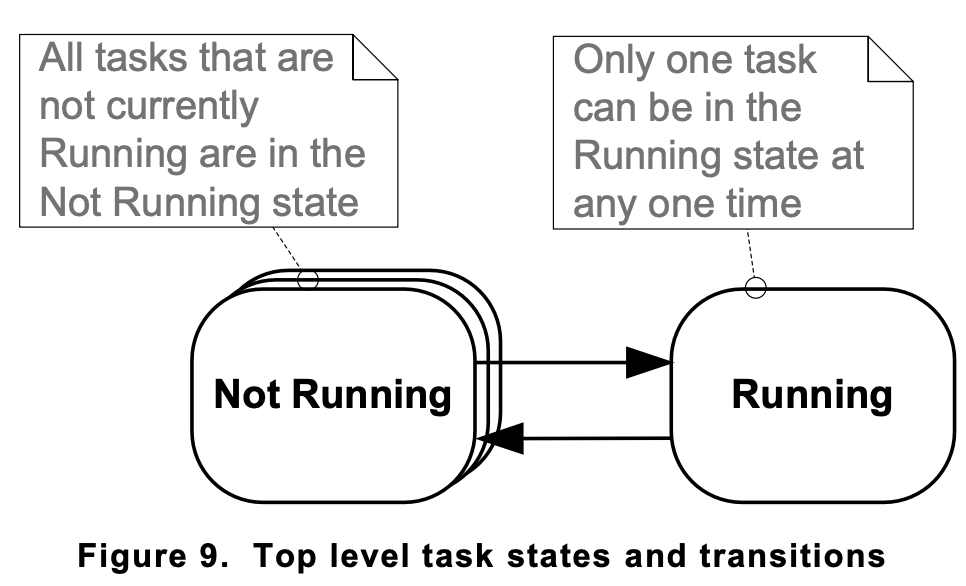 All tasks that are
not currently
Running are in the
Not Running state
Only one task
can be in the
Running state at
any one time
Not Running
Running
Figure 9. Top level task states and transitions